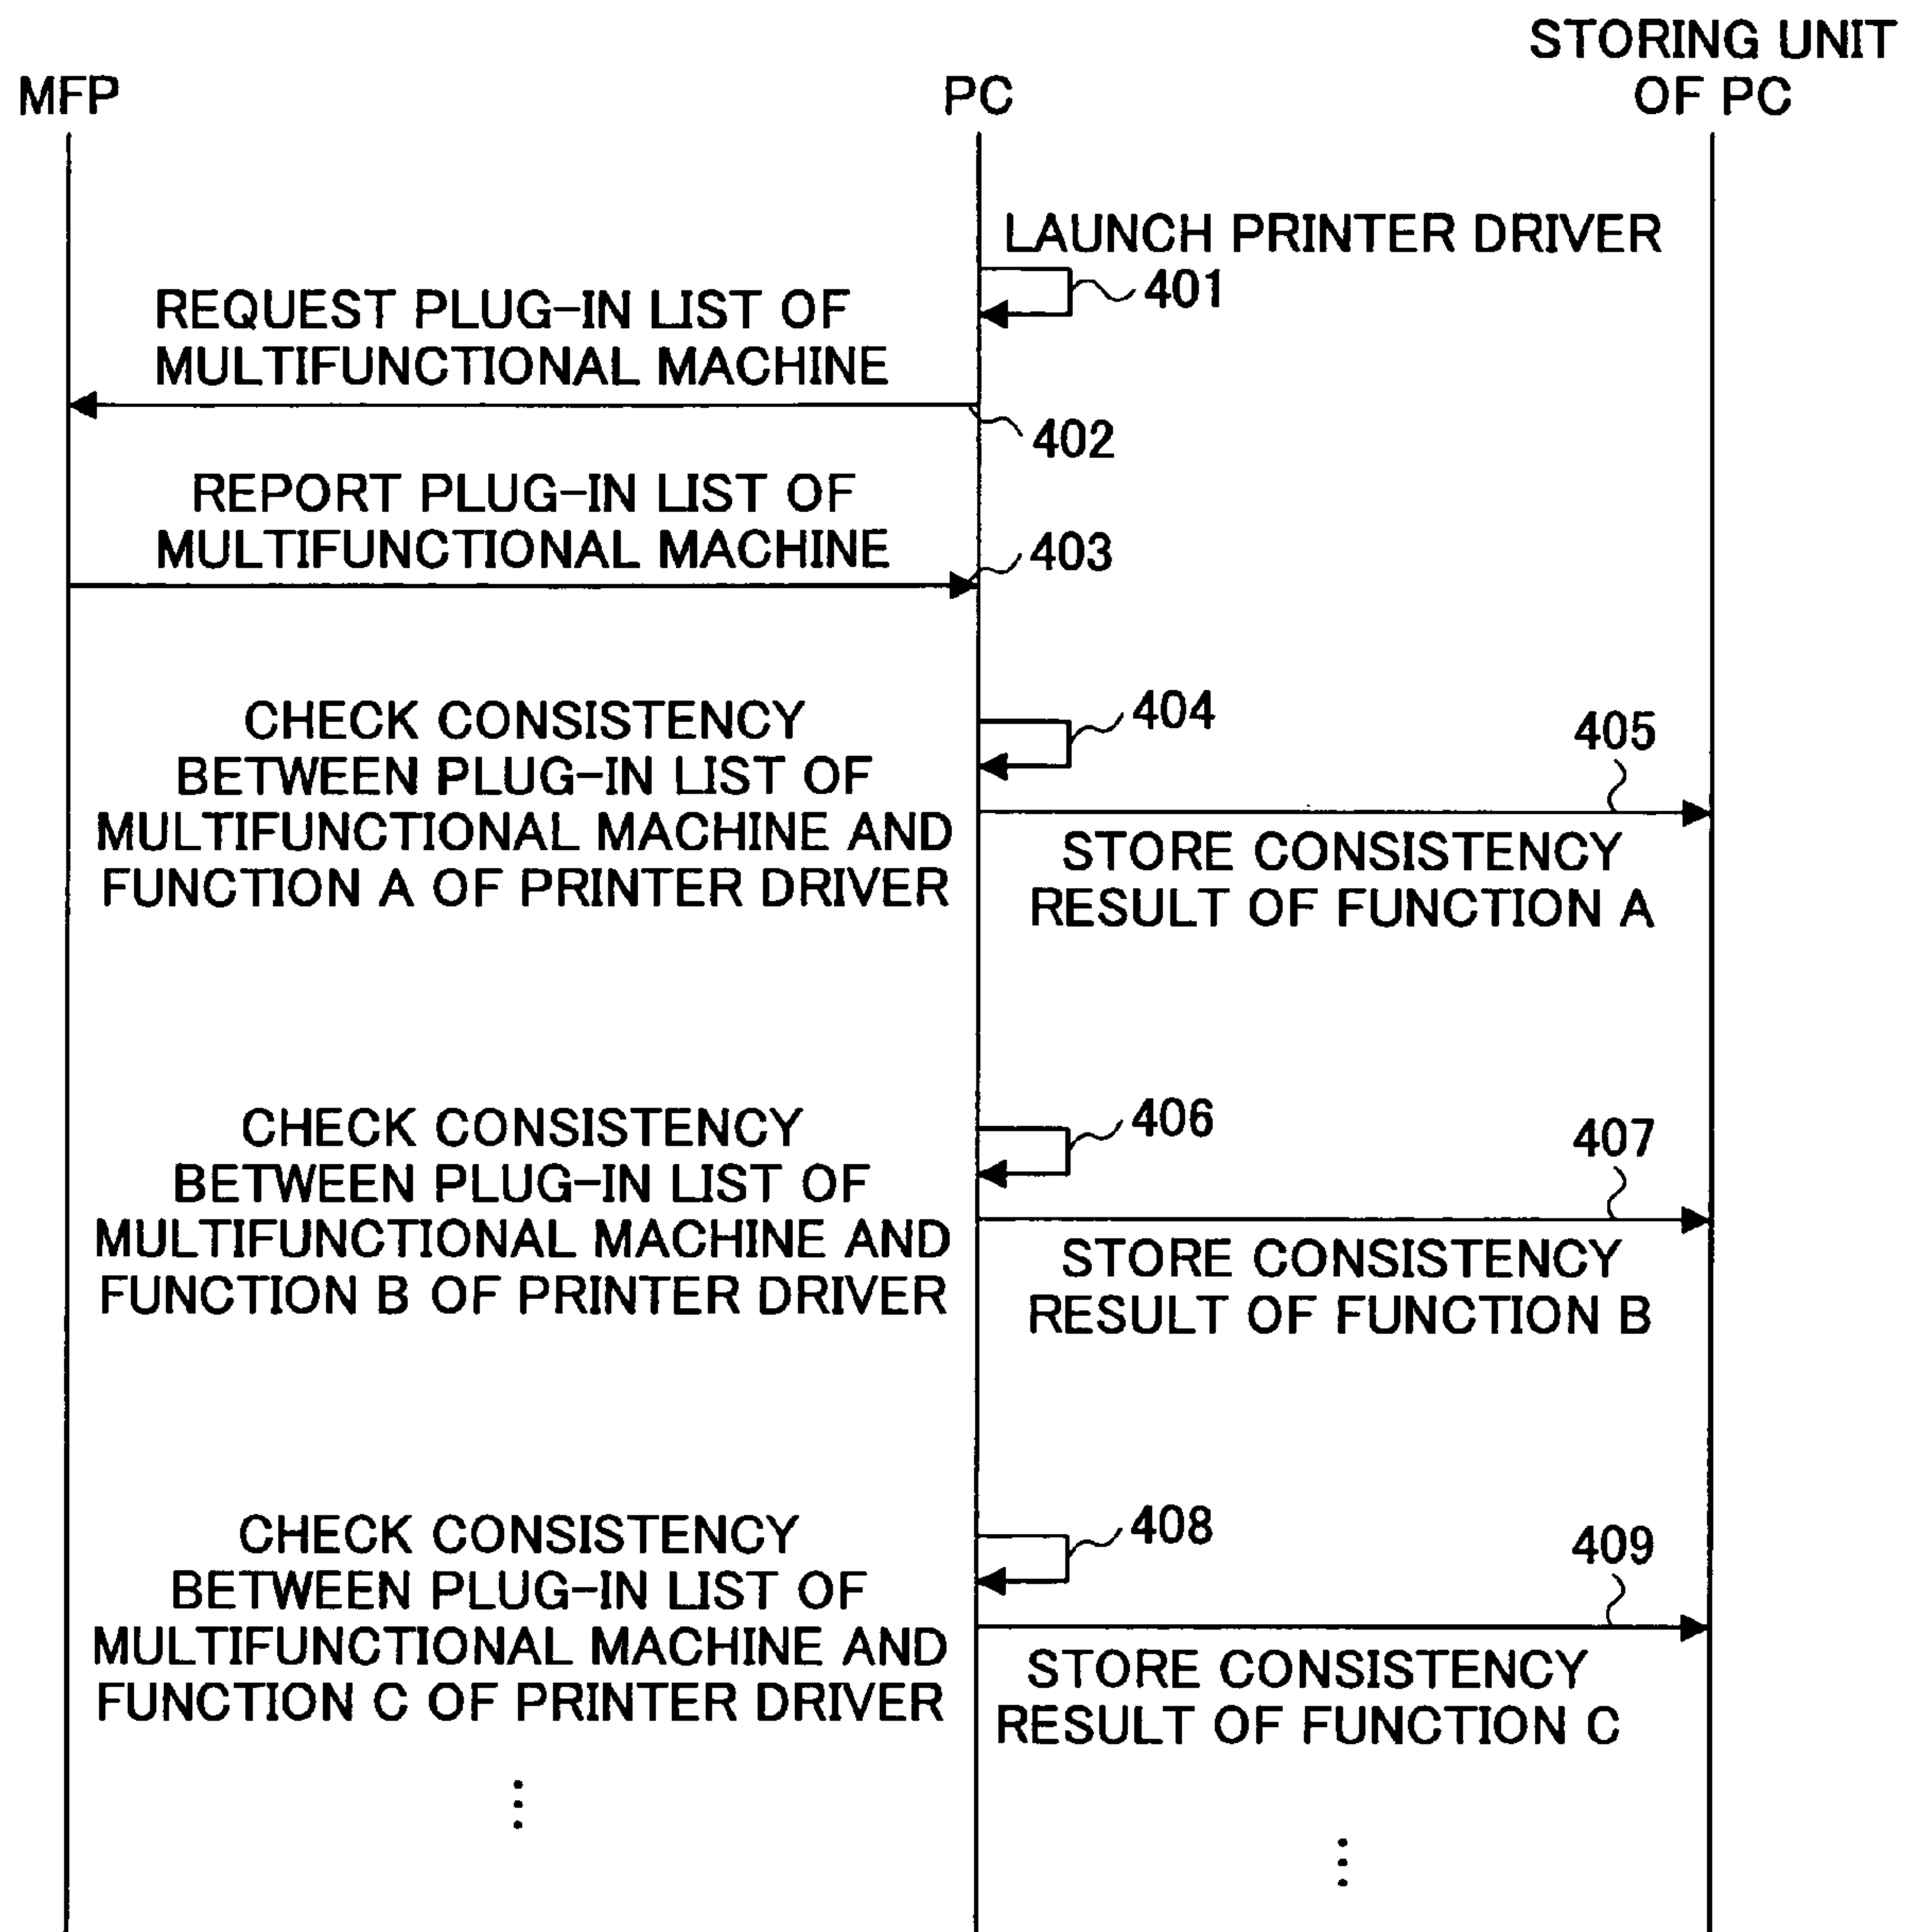 STORING UNIT
OF PC
MFP
PC
LAUNCH PRINTER DRIVER
401
REQUEST PLUG-IN LIST OF
MULTIFUNCTIONAL MACHINE
402
REPORT PLUG-IN LIST OF
MULTIFUNCTIONAL MACHINE
403
CHECK CONSISTENCY
BETWEEN PLUG-IN LIST OF
MULTIFUNCTIONAL MACHINE AND
FUNCTION A OF PRINTER DRIVER
404
405
STORE CONSISTENCY
RESULT OF FUNCTION A
CHECK CONSISTENCY
BETWEEN PLUG-IN LIST OF
MULTIFUNCTIONAL MACHINE AND
FUNCTION B OF PRINTER DRIVER
406
407
STORE CONSISTENCY
RESULT OF FUNCTION B
CHECK CONSISTENCY
BETWEEN PLUG-IN LIST OF
MULTIFUNCTIONAL MACHINE AND
FUNCTION C OF PRINTER DRIVER
408
409
STORE CONSISTENCY
RESULT OF FUNCTION C